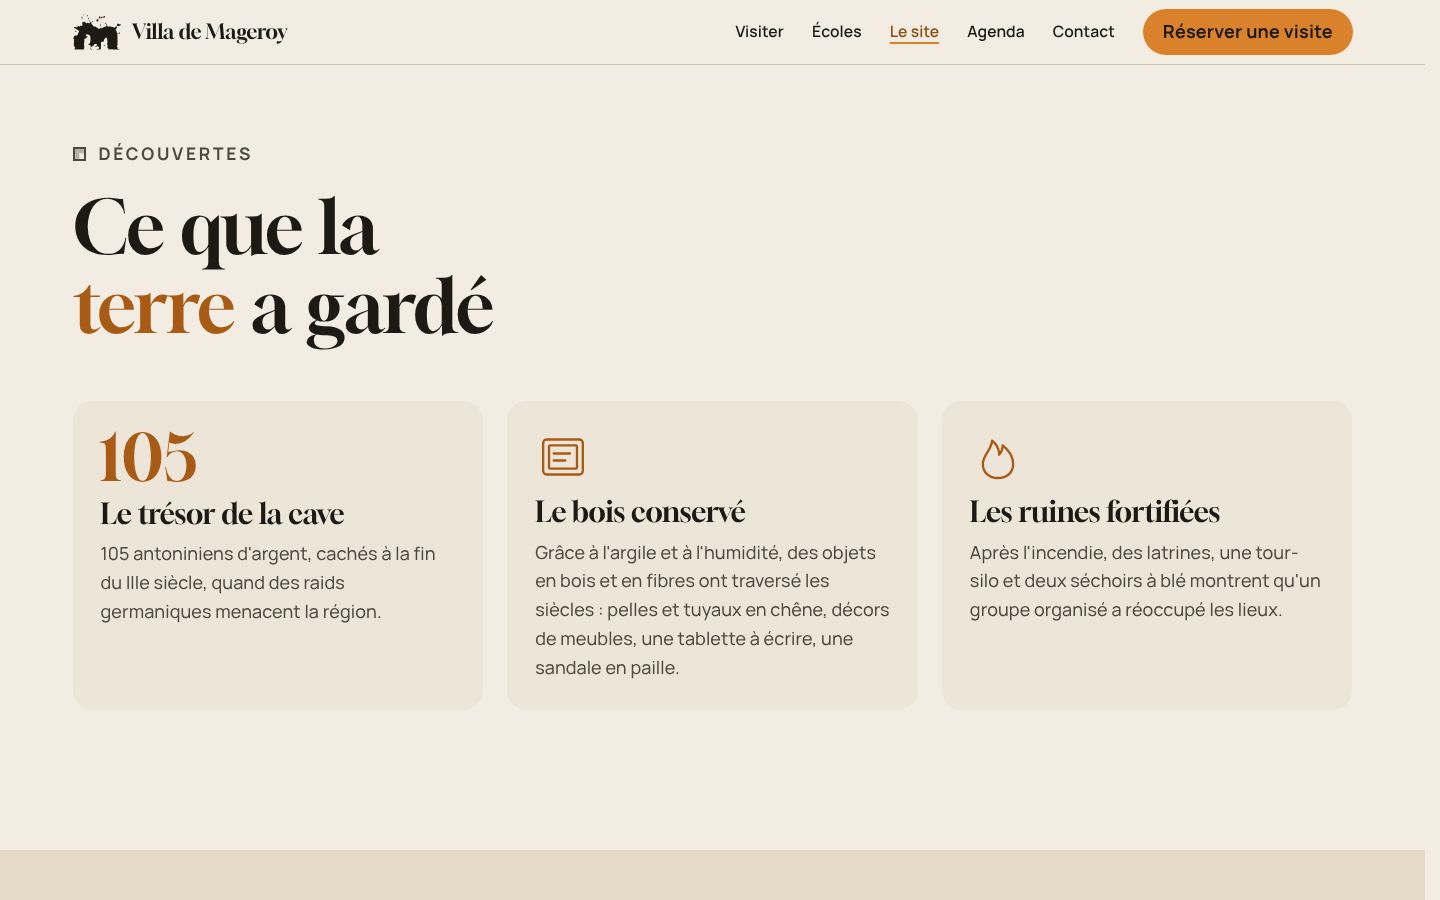 Villa de Mageroy
Visiter
Écoles
Le site
Agenda
Contact
Réserver une visite
DÉCOUVERTES
Ce que la
terre a gardé
105
Le trésor de la cave
105 antoniniens d'argent, cachés à la fin
du IIIe siècle, quand des raids
germaniques menacent la région.
Le bois conservé
Grâce à l'argile et à l'humidité, des objets
en bois et en fibres ont traversé les
siècles : pelles et tuyaux en chêne, décors
de meubles, une tablette à écrire, une
sandale en paille.
Les ruines fortifiées
Après l'incendie, des latrines, une tour-
silo et deux séchoirs à blé montrent qu'un
groupe organisé a réoccupé les lieux.